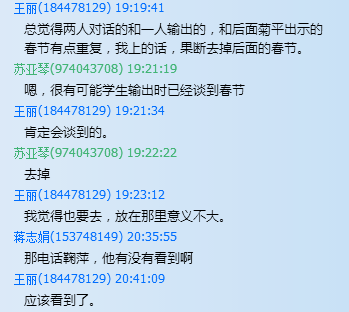 王丽(184478129) 19:19:41
总觉得两人对话的和一人输出的，和后面菊平出示的
春节有点重复，我上的话，果断去掉后面的春节。
苏亚琴(974043708) 19:21:19
嗯，很有可能学生输出时已经谈到春节
王丽(184478129) 19:21:34
肯定会谈到的。
苏亚琴(974043708) 19:22:22
去掉
王丽(184478129) 19:23:12
我觉得也要去，放在那里意义不大。
蒋志娟(153748149) 20:35:55
那电话鞠萍，他有没有看到啊
王丽(184478129) 20:41:09
应该看到了。